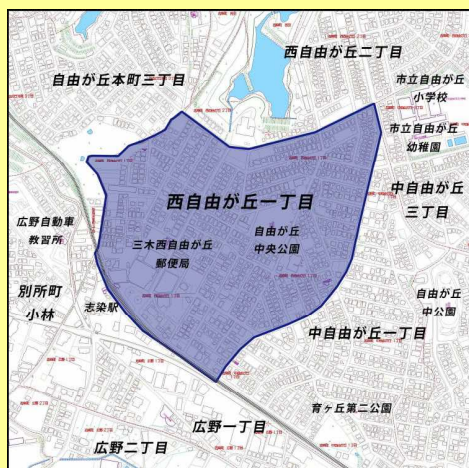 西自由が丘二丁目
自由が丘本町三丁目
市立自由が丘
小学校
市立自由が丘
幼稚園
西自由が丘一丁目
中自由が丘
三丁目
広野自動車
教習所
三木西自由が丘
郵便局
自由が丘
中央公園
別所町
小林
志染駅
自由が丘
中公園
中自由が丘一丁目
育ヶ丘第二公園
広野一丁目
広野二丁目